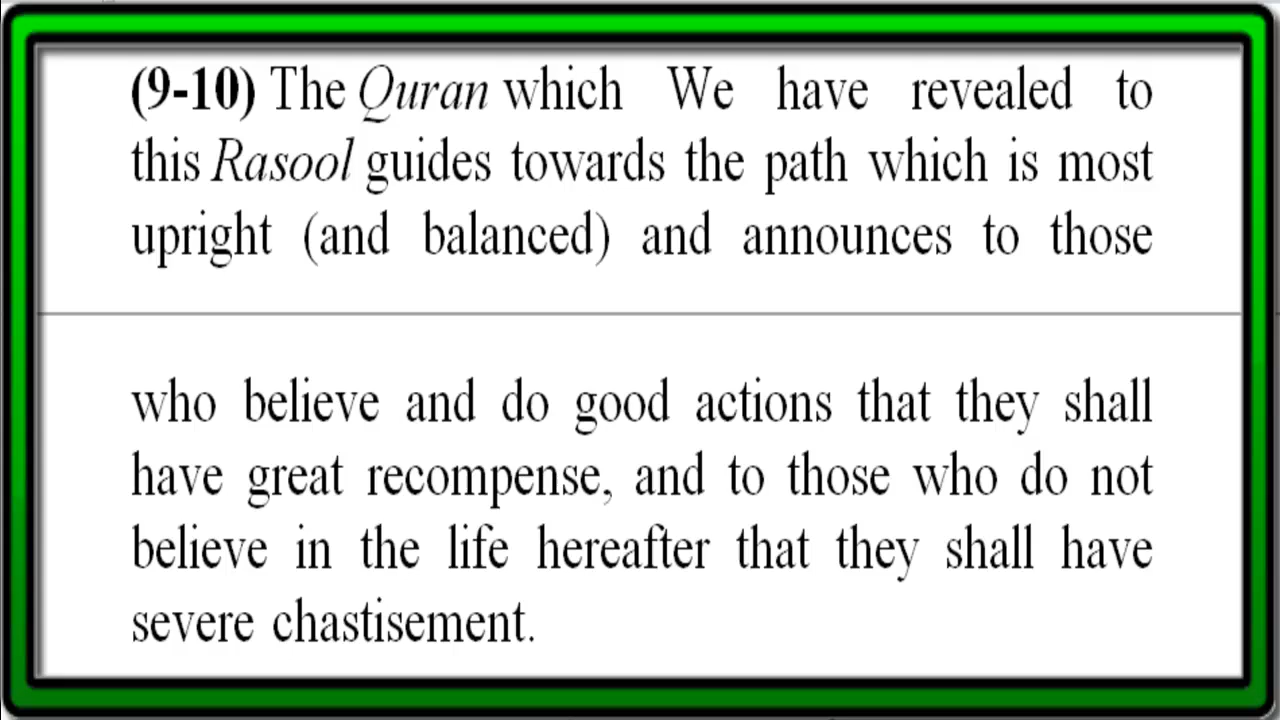 (9-10) The Quran which We have revealed to
this Rasool guides towards the path which is most
upright (and balanced) and announces to those
who believe and do good actions that they shall
have great recompense, and to those who do not
believe in the life hereafter that they shall have
severe chastisement.